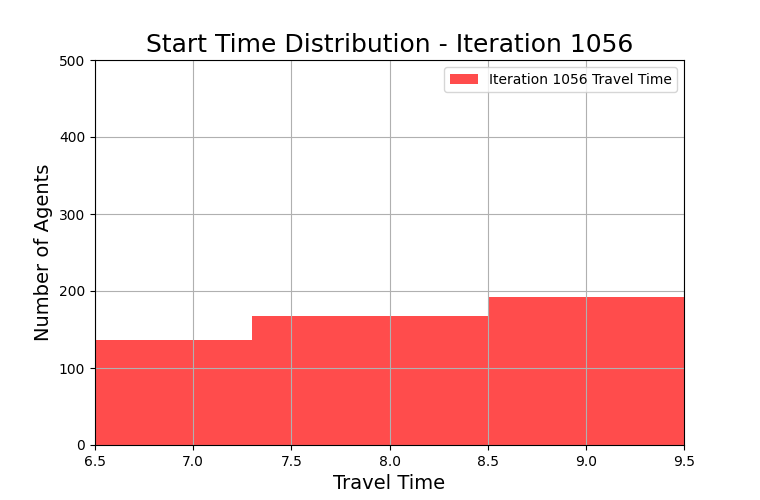 Start Time Distribution - Iteration 1056
500
Iteration 1056 Travel Time
400
300
200
100
0
Number of Agents
6.5 7.0 7.5 8.0 8.5 9.0 9.5
Travel Time